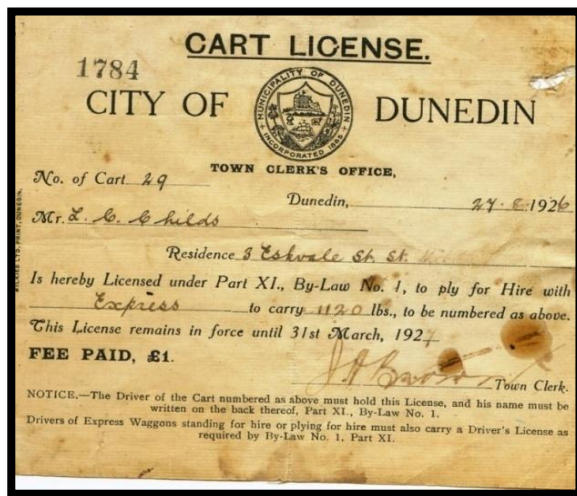 CART LICENSE.
1784
CITY OF DUNEDIN
MUNICIPALITY OF DUNEDIN
INCORPORATED 1865
TOWN CLERK'S OFFICE,
No. of Cart 29
Dunedin, 27 1926
Mr. L. C. Childs
Residence 3 Eskvale St. St.
Is hereby Licensed under Part XI., By-Law No. 1, to ply for Hire with
Express to carry 1120 lbs., to be numbered as above.
This License remains in force until 31st March, 1927
FEE PAID, £1.
Town Clerk.
NOTICE.—The Driver of the Cart numbered as above must hold this License, and his name must be
written on the back thereof, Part XI., By-Law No. 1.
Drivers of Express Waggons standing for hire or plying for hire must also carry a Driver's License as
required by By-Law No. 1, Part XI.
WILKIE LTD. PRINT, DUNEDIN.